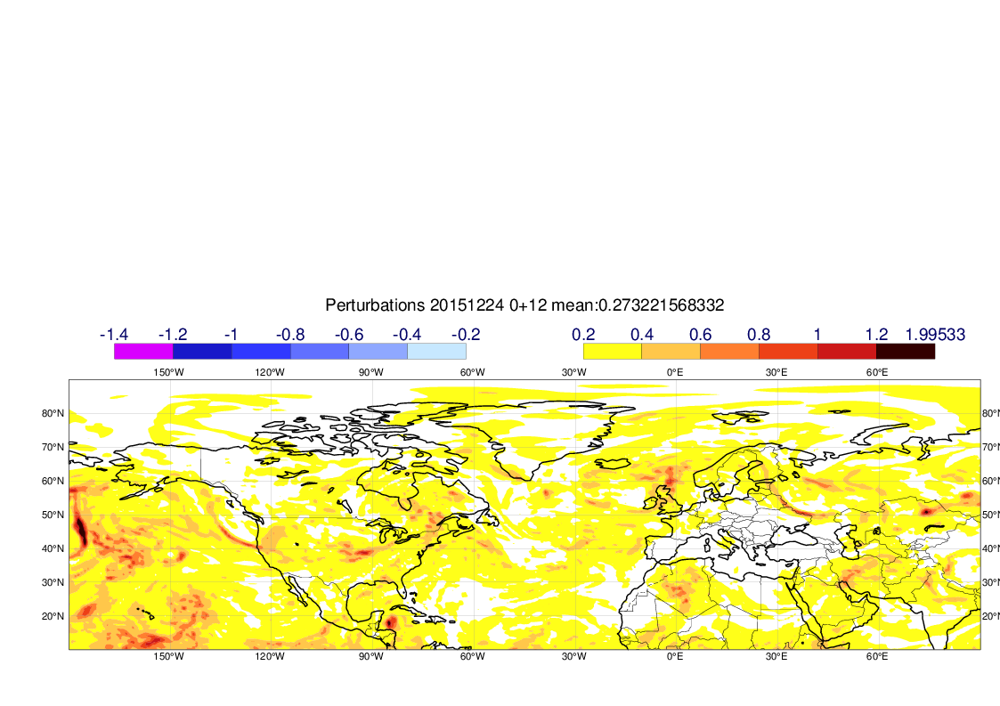 Perturbations 20151224 0+12 mean:0.273221568332
-1.4 -1.2 -1 -0.8 -0.6 -0.4 -0.2 0.2 0.4 0.6 0.8 1 1.2 1.99533
150°W 120°W 90°W 60°W 30°W 0°E 30°E 60°E
80°N 80°N
70°N 70°N
60°N 60°N
50°N 50°N
40°N 40°N
30°N 30°N
20°N 20°N
150°W 120°W 90°W 60°W 30°W 0°E 30°E 60°E